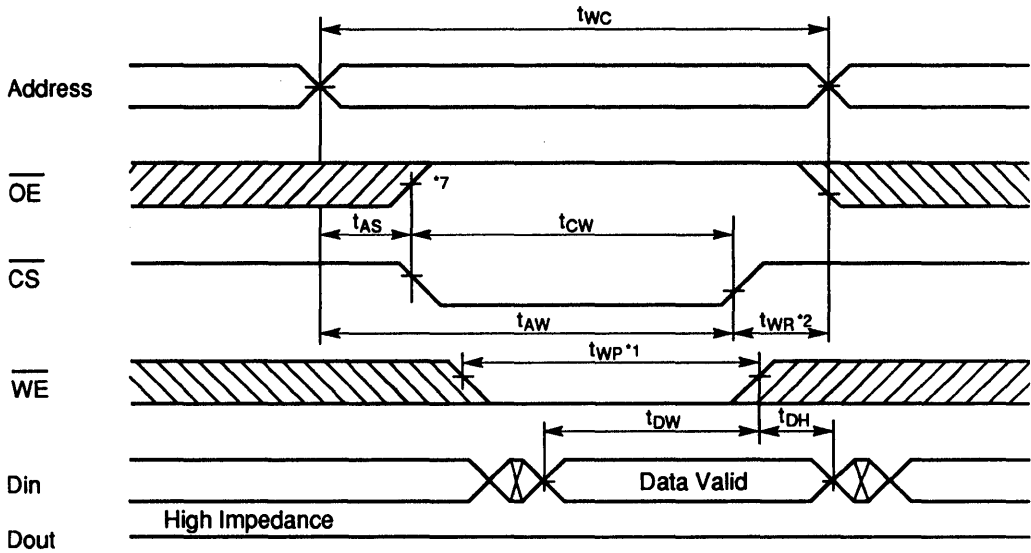 tWC
Address
OE *7
tAS tCW
CS
tAW tWR*2
tWP*1
WE
tDW tDH
Din Data Valid
High Impedance
Dout